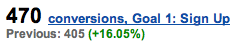 470 conversions, Goal 1: Sign Up
Previous: 405 (+16.05%)